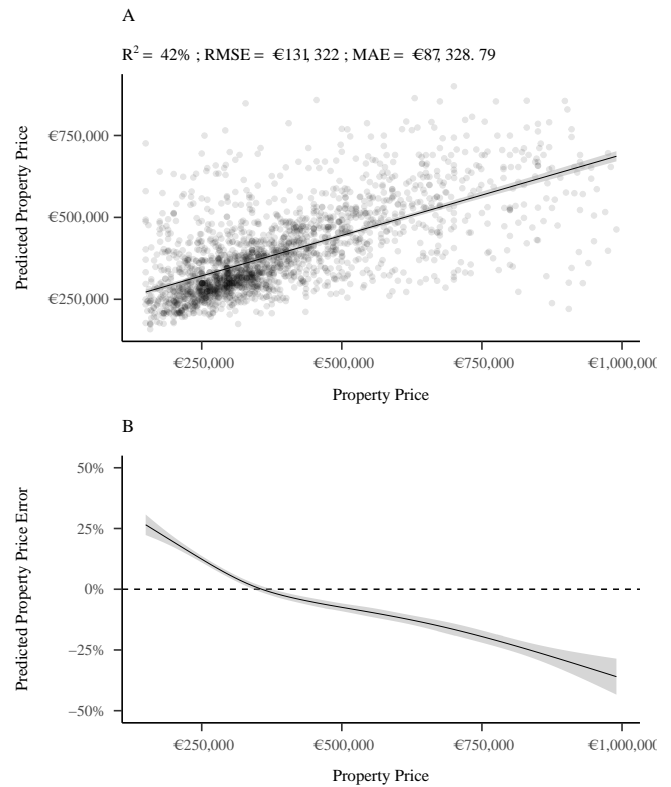 A
R² = 42% ; RMSE = €131,322 ; MAE = €87,328.79
Predicted Property Price
€750,000
€500,000
€250,000
€250,000 €500,000 €750,000 €1,000,000
Property Price
B
Predicted Property Price Error
50%
25%
0%
−25%
−50%
€250,000 €500,000 €750,000 €1,000,000
Property Price